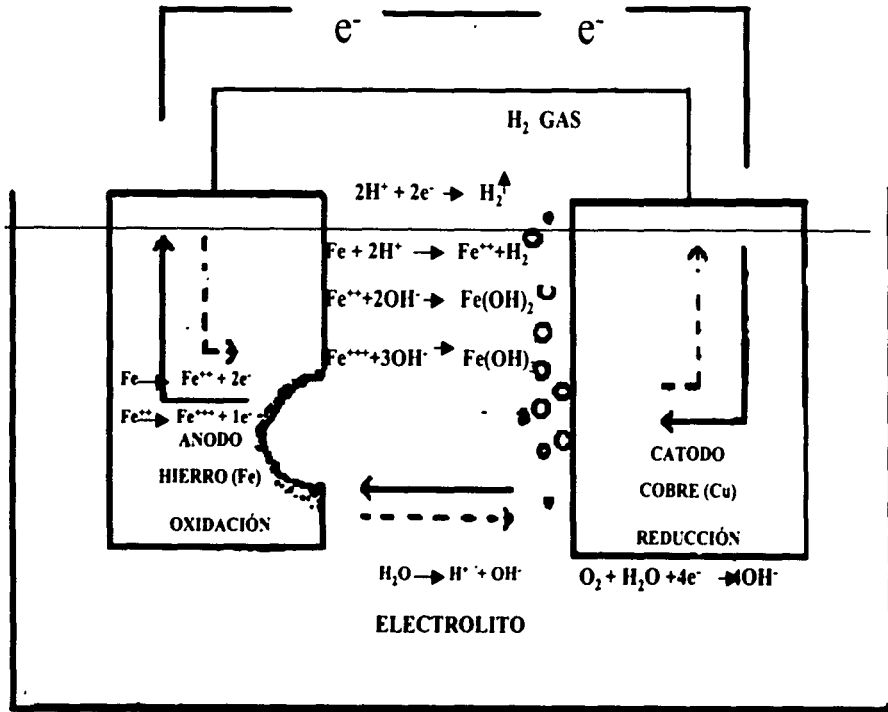 e⁻ e⁻
H₂ GAS
2H⁺ + 2e⁻ → H₂↑
Fe + 2H⁺ → Fe⁺⁺+H₂
Fe⁺⁺+2OH⁻ → Fe(OH)₂
Fe⁺⁺⁺+3OH⁻ → Fe(OH)₃
Fe → Fe⁺⁺ + 2e⁻
Fe⁺⁺ → Fe⁺⁺⁺ + 1e⁻
ANODO
HIERRO (Fe)
OXIDACIÓN
CATODO
COBRE (Cu)
REDUCCIÓN
H₂O → H⁺ + OH⁻
O₂ + H₂O +4e⁻ → 4OH⁻
ELECTROLITO